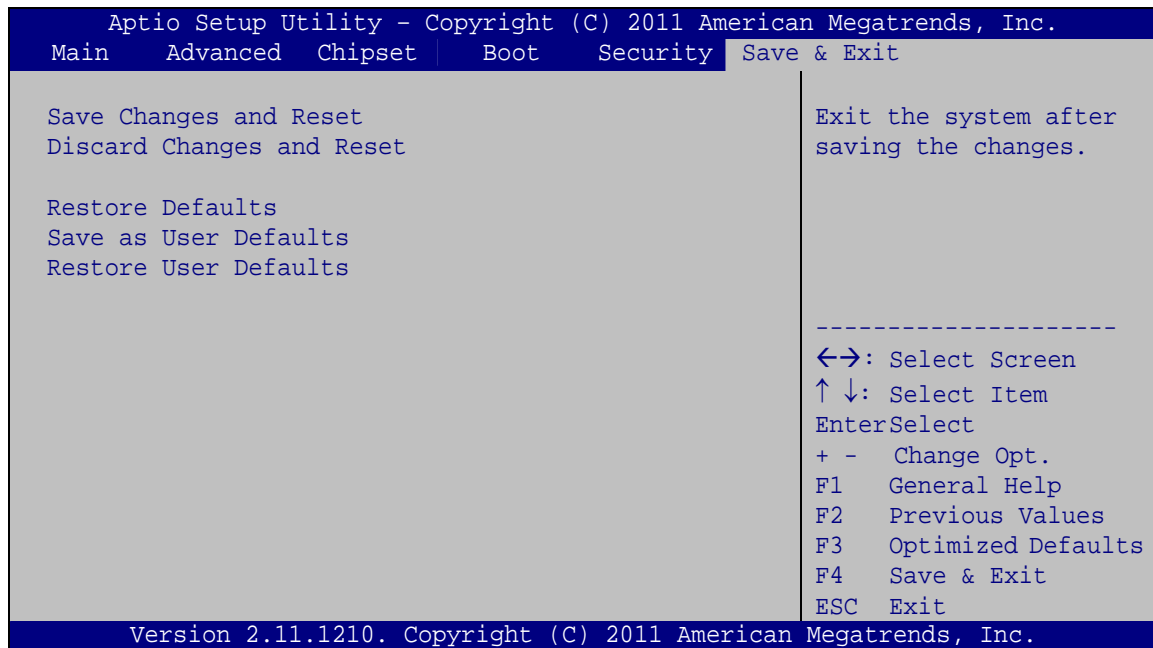 Aptio Setup Utility – Copyright (C) 2011 American Megatrends, Inc.
Main Advanced Chipset Boot Security Save & Exit
Save Changes and Reset
Discard Changes and Reset
Restore Defaults
Save as User Defaults
Restore User Defaults
Exit the system after
saving the changes.
---------------------
←→: Select Screen
↑ ↓: Select Item
EnterSelect
+ - Change Opt.
F1 General Help
F2 Previous Values
F3 Optimized Defaults
F4 Save & Exit
ESC Exit
Version 2.11.1210. Copyright (C) 2011 American Megatrends, Inc.